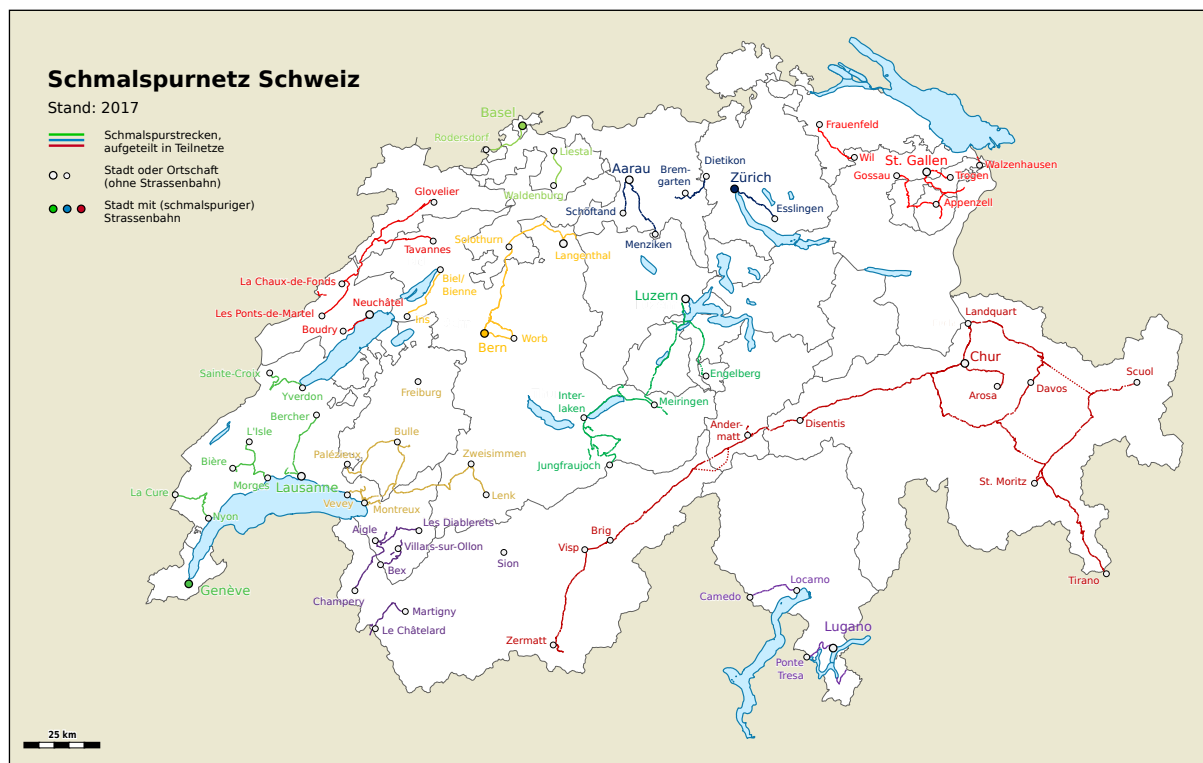 Schmalspurnetz Schweiz
Stand: 2017
Schmalspurstrecken,
aufgeteilt in Teilnetze
Stadt oder Ortschaft
(ohne Strassenbahn)
Stadt mit (schmalspuriger)
Strassenbahn
Basel
Rodersdorf
Liestal
Waldenburg
Aarau
Schöftland
Menziken
Brem-
garten
Dietikon
Zürich
Esslingen
Frauenfeld
Wil
St. Gallen
Gossau
Trogen
Walzenhausen
Appenzell
Glovelier
Tavannes
La Chaux-de-Fonds
Les Ponts-de-Martel
Neuchâtel
Boudry
Biel/
Bienne
Ins
Solothurn
Langenthal
Bern
Worb
Luzern
Engelberg
Inter-
laken
Meiringen
Jungfraujoch
Landquart
Chur
Arosa
Davos
Scuol
Disentis
Ander-
matt
St. Moritz
Tirano
Sainte-Croix
Yverdon
Bercher
L'Isle
Bière
Morges
Lausanne
La Cure
Nyon
Genève
Freiburg
Bulle
Palézieux
Vevey
Montreux
Zweisimmen
Lenk
Aigle
Les Diablerets
Villars-sur-Ollon
Bex
Champery
Martigny
Le Châtelard
Sion
Visp
Brig
Zermatt
Camedo
Locarno
Lugano
Ponte
Tresa
25 km